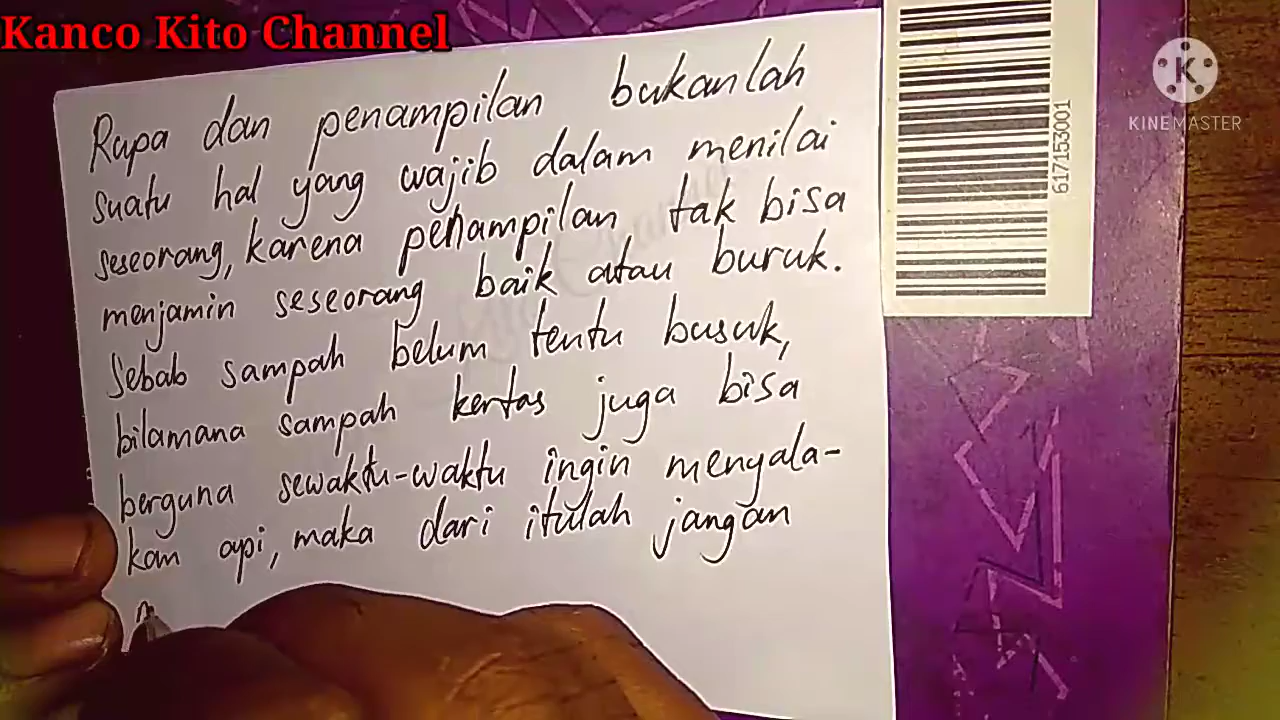 Kanco Kito Channel
Rupa dan penampilan bukanlah
suatu hal yang wajib dalam menilai
seseorang, karena penampilan tak bisa
menjamin seseorang baik atau buruk.
Sebab sampah belum tentu busuk,
bilamana sampah kertas juga bisa
berguna sewaktu-waktu ingin menyala-
kan api, maka dari itulah jangan
617153001
KINEMASTER